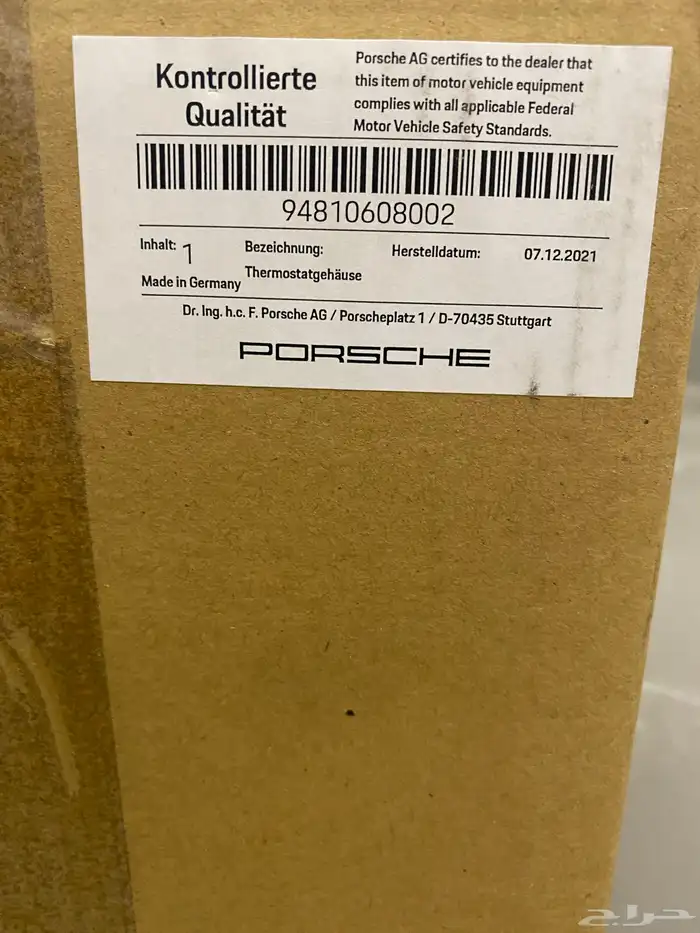 Kontrollierte
Qualität
Porsche AG certifies to the dealer that
this item of motor vehicle equipment
complies with all applicable Federal
Motor Vehicle Safety Standards.
94810608002
Inhalt: 1
Bezeichnung:
Herstelldatum:
07.12.2021
Made in Germany
Thermostatgehäuse
Dr. Ing. h.c. F. Porsche AG / Porscheplatz 1 / D-70435 Stuttgart
PORSCHE
حراج